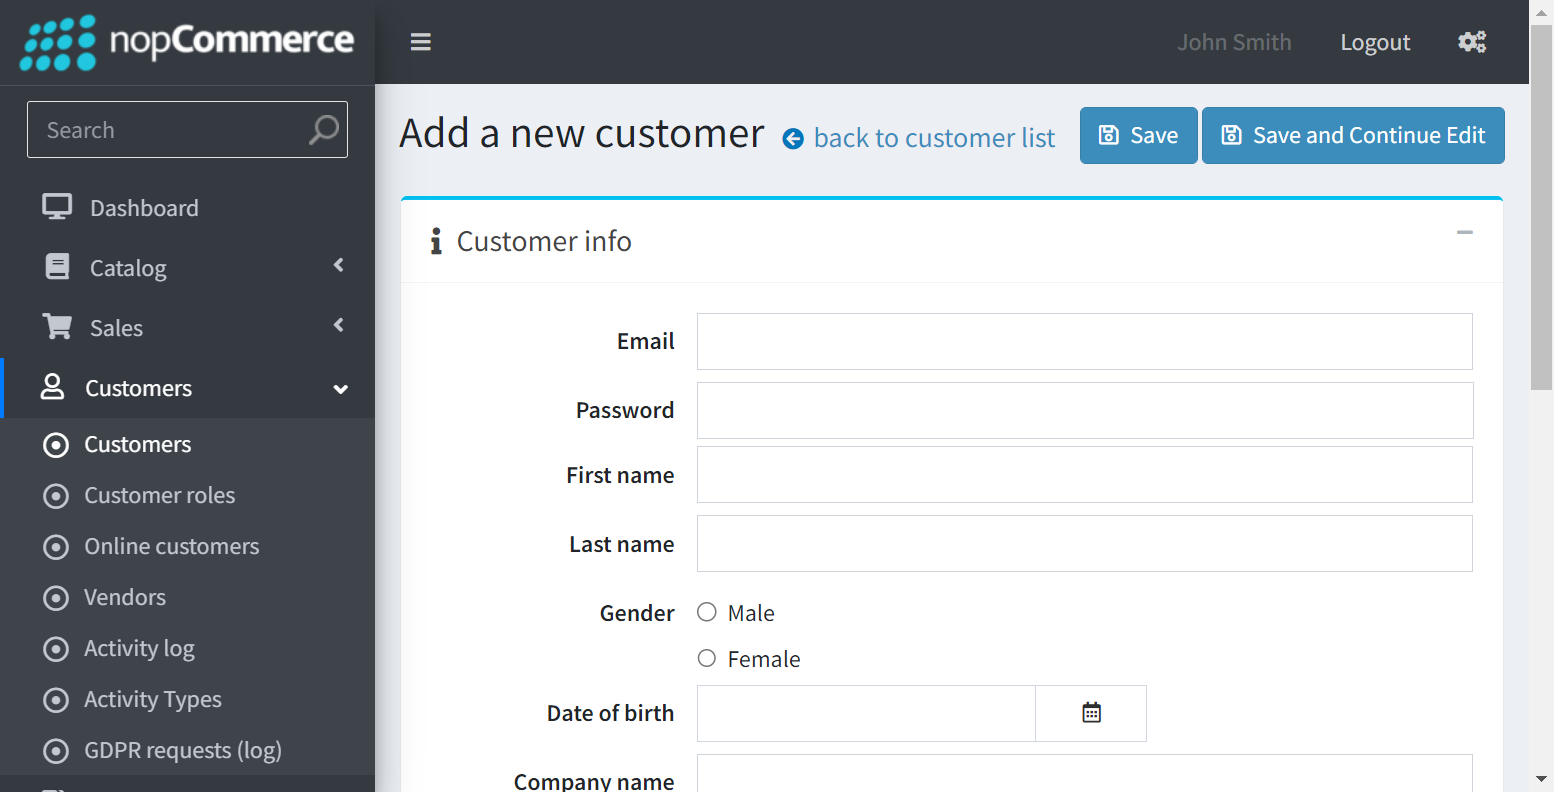 nopCommerce
John Smith
Logout
Search
Add a new customer
back to customer list
Save
Save and Continue Edit
Dashboard
Catalog
Sales
Customers
Customers
Customer roles
Online customers
Vendors
Activity log
Activity Types
GDPR requests (log)
Customer info
Email
Password
First name
Last name
Gender
Male
Female
Date of birth
Company name